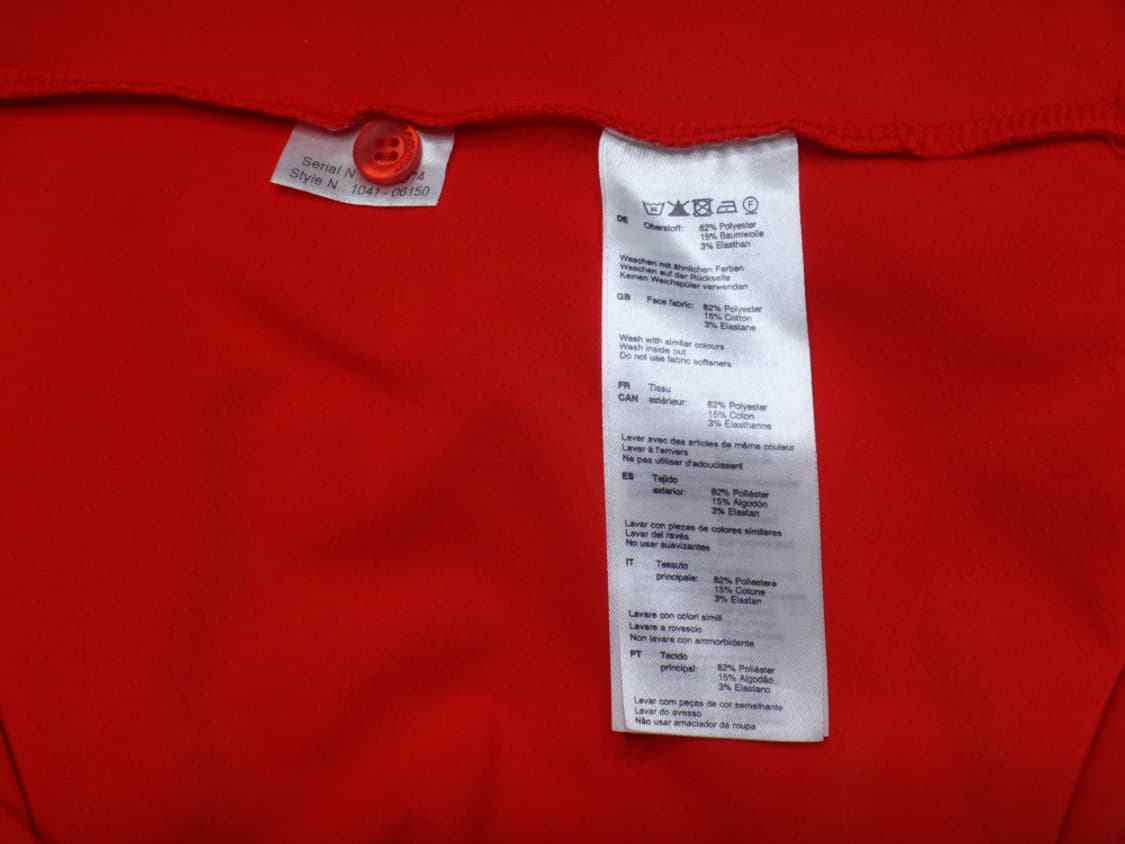 Serial N 74
Style N.: 1041 - 06150
DE Oberstoff: 82% Polyester
15% Baumwolle
3% Elasthan
Waschen mit ähnlichen Farben
Waschen auf der Rückseite
Keinen Weichspüler verwenden
GB Face fabric: 82% Polyester
15% Cotton
3% Elastane
Wash with similar colours
Wash inside out
Do not use fabric softeners
FR Tissu
CAN extérieur: 82% Polyester
15% Coton
3% Elasthanne
Laver avec des articles de même couleur
Laver à l'envers
Ne pas utiliser d'adoucissant
ES Tejido
exterior: 82% Poliéster
15% Algodón
3% Elastan
Lavar con piezas de colores similares
Lavar del revés
No usar suavizantes
IT Tessuto
principale: 82% Poliestere
15% Cotone
3% Elastan
Lavare con colori simili
Lavare a rovescio
Non lavare con ammorbidente
PT Tecido
principal: 82% Poliéster
15% Algodão
3% Elastano
Lavar com peças de cor semelhante
Lavar do avesso
Não usar amaciador da roupa